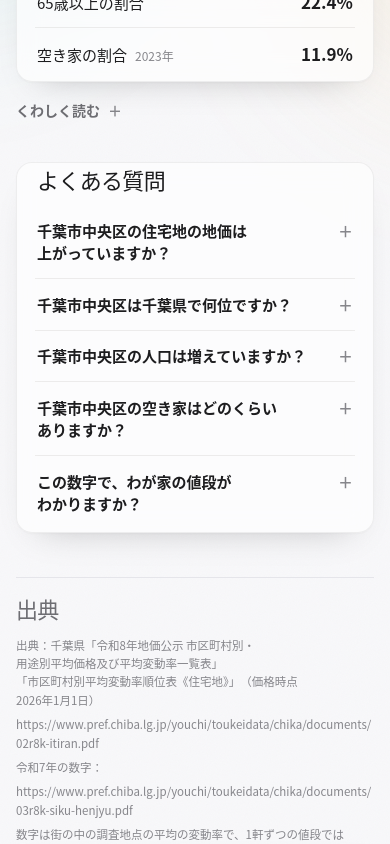 65歳以上の割合 22.4%
空き家の割合 2023年 11.9%
くわしく読む +
よくある質問
千葉市中央区の住宅地の地価は
上がっていますか？ +
千葉市中央区は千葉県で何位ですか？ +
千葉市中央区の人口は増えていますか？ +
千葉市中央区の空き家はどのくらい
ありますか？ +
この数字で、わが家の値段が
わかりますか？ +
出典
出典：千葉県「令和8年地価公示 市区町村別・
用途別平均価格及び平均変動率一覧表」
「市区町村別平均変動率順位表《住宅地》」（価格時点
2026年1月1日）
https://www.pref.chiba.lg.jp/youchi/toukeidata/chika/documents/
02r8k-itiran.pdf
令和7年の数字：
https://www.pref.chiba.lg.jp/youchi/toukeidata/chika/documents/
03r8k-siku-henjyu.pdf
数字は街の中の調査地点の平均の変動率で、1軒ずつの値段では